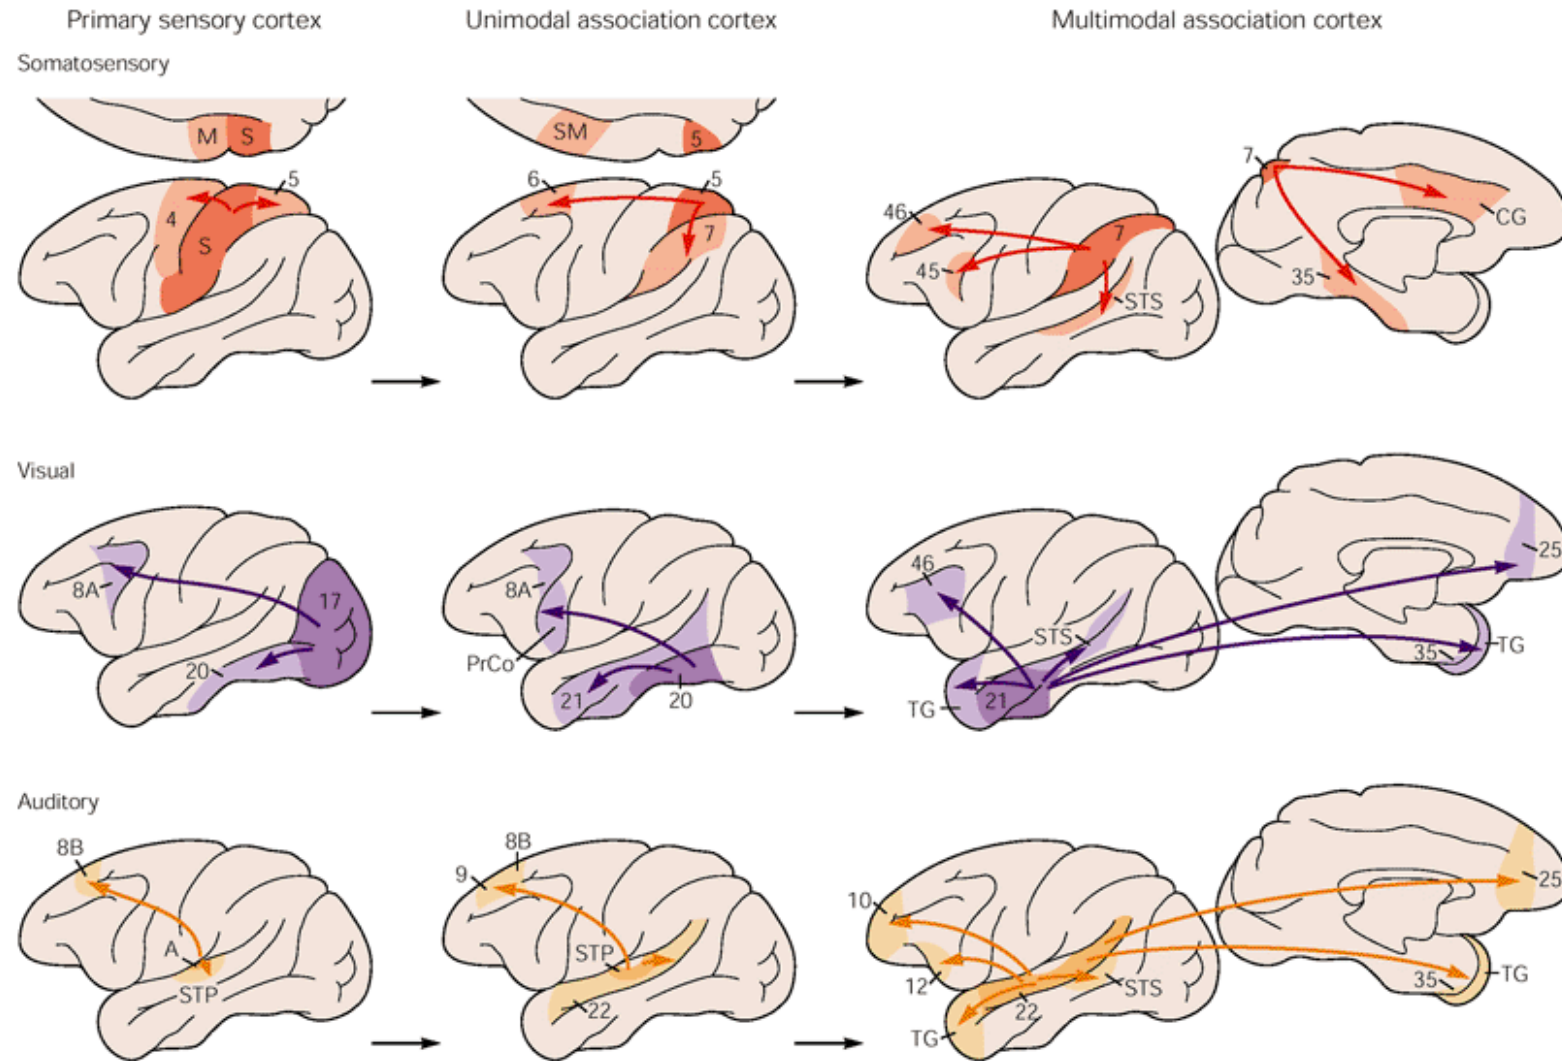 Primary sensory cortex
Unimodal association cortex
Multimodal association cortex
Somatosensory
M S
5
4
S
SM
5
6
5
7
46
45
7
STS
7
CG
35
Visual
8A
17
20
8A
PrCo
21
20
46
STS
TG
21
25
35
TG
Auditory
8B
A
STP
8B
9
STP
22
10
12
22
STS
TG
25
35
TG